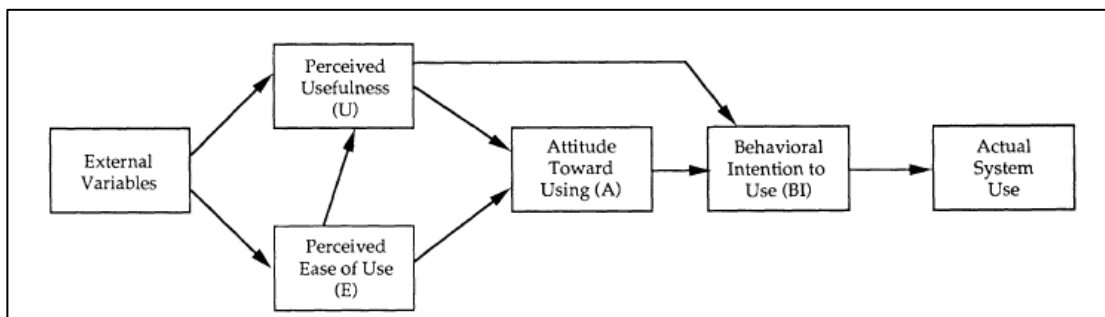 Perceived
Usefulness
(U)
External
Variables
Perceived
Ease of Use
(E)
Attitude
Toward
Using (A)
Behavioral
Intention to
Use (BI)
Actual
System
Use